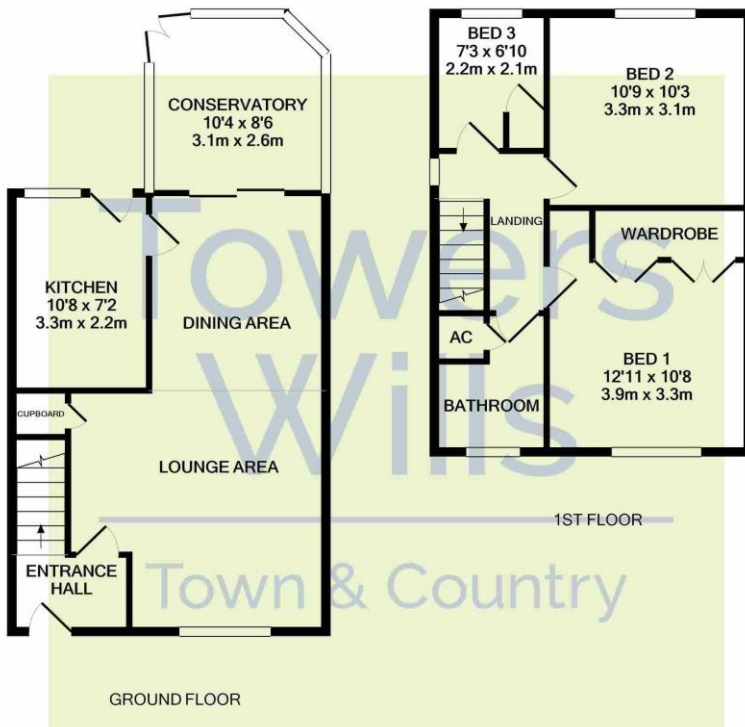 CONSERVATORY
10'4 x 8'6
3.1m x 2.6m
KITCHEN
10'8 x 7'2
3.3m x 2.2m
DINING AREA
CUPBOARD
LOUNGE AREA
ENTRANCE
HALL
GROUND FLOOR
BED 3
7'3 x 6'10
2.2m x 2.1m
BED 2
10'9 x 10'3
3.3m x 3.1m
LANDING
WARDROBE
AC
BED 1
12'11 x 10'8
3.9m x 3.3m
BATHROOM
1ST FLOOR
Towers
Wills
Town & Country